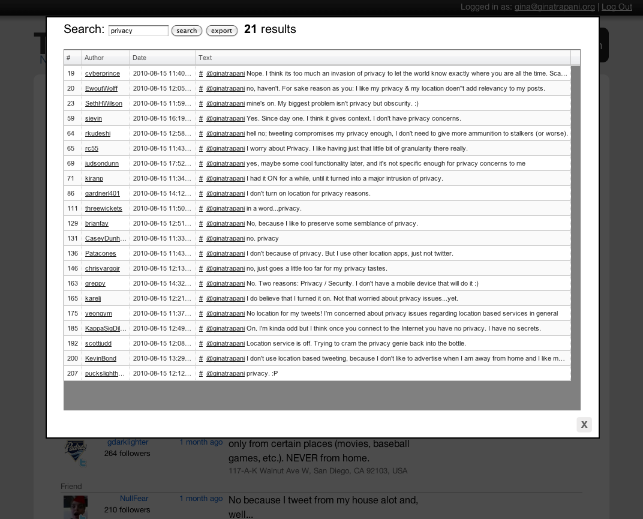 Logged in as: gina@ginatrapani.org | Log Out
Search: privacy search export 21 results
# Author Date Text
19 cyberprince 2010-08-15 11:40... # @ginatrapani Nope. I think its too much an invasion of privacy to let the world know exactly where you are all the time. Sca...
20 EwoutWolff 2010-08-15 12:05... # @ginatrapani no, haven't. For sake reason as you: I like my privacy & my location doen"t add relevancy to my posts.
23 SethHWilson 2010-08-15 11:59... # @ginatrapani mine's on. My biggest problem isn't privacy but obscurity. :)
59 sievin 2010-08-15 16:19... # @ginatrapani Yes. Since day one. I think it gives context, I don't have privacy concerns.
64 rkudeshi 2010-08-15 12:58... # @ginatrapani hell no. tweeting compromises my privacy enough, I don't need to give more ammunition to stalkers (or worse).
65 rc55 2010-08-15 11:43... # @ginatrapani I worry about Privacy. I like having just that little bit of granularity there really.
69 judsondunn 2010-08-15 17:52... # @ginatrapani yes, maybe some cool functionality later, and it's not specific enough for privacy concerns to me
71 kiranp 2010-08-15 11:34... # @ginatrapani I had it ON for a while, until it turned into a major intrusion of privacy.
86 gardnerl401 2010-08-15 14:12... # @ginatrapani I don't turn on location for privacy reasons.
111 threewickets 2010-08-15 11:50... # @ginatrapani in a word...privacy.
129 brianfay 2010-08-15 12:51... # @ginatrapani No, because I like to preserve some semblance of privacy.
131 CaseyDunh... 2010-08-15 11:33... # @ginatrapani no. privacy
136 Patacones 2010-08-15 11:43... # @ginatrapani I don't because of privacy. But I use other location apps, just not twitter.
146 chrisvargir 2010-08-15 12:13... # @ginatrapani no, just goes a little too far for my privacy tastes.
163 greppy 2010-08-15 14:32... # @ginatrapani No. Two reasons: Privacy / Security. I don't have a mobile device that will do it :)
165 kareli 2010-08-15 12:21... # @ginatrapani I do believe that I turned it on. Not that worried about privacy issues...yet.
175 yeongvm 2010-08-15 11:37... # @ginatrapani No location for my tweets! I'm concerned about privacy issues regarding location based services in general
185 KappaSigDil... 2010-08-15 12:49... # @ginatrapani On, I'm kinda odd but I think once you connect to the Internet you have no privacy. I have no secrets.
192 scottjudd 2010-08-15 12:08... # @ginatrapani Location service is off. Trying to cram the privacy genie back into the bottle.
200 KevinBond 2010-08-15 13:29... # @ginatrapani I don't use location based tweeting, because I don't like to advertise when I am away from home and I like m...
207 puckslighth... 2010-08-15 12:12... # @ginatrapani privacy. :P
X
gdarklighter 1 month ago only from certain places (movies, baseball
264 followers games, etc.). NEVER from home.
117-A-K Walnut Ave W, San Diego, CA 92103, USA
Friend
NullFear 1 month ago No because I tweet from my house alot and,
210 followers well...